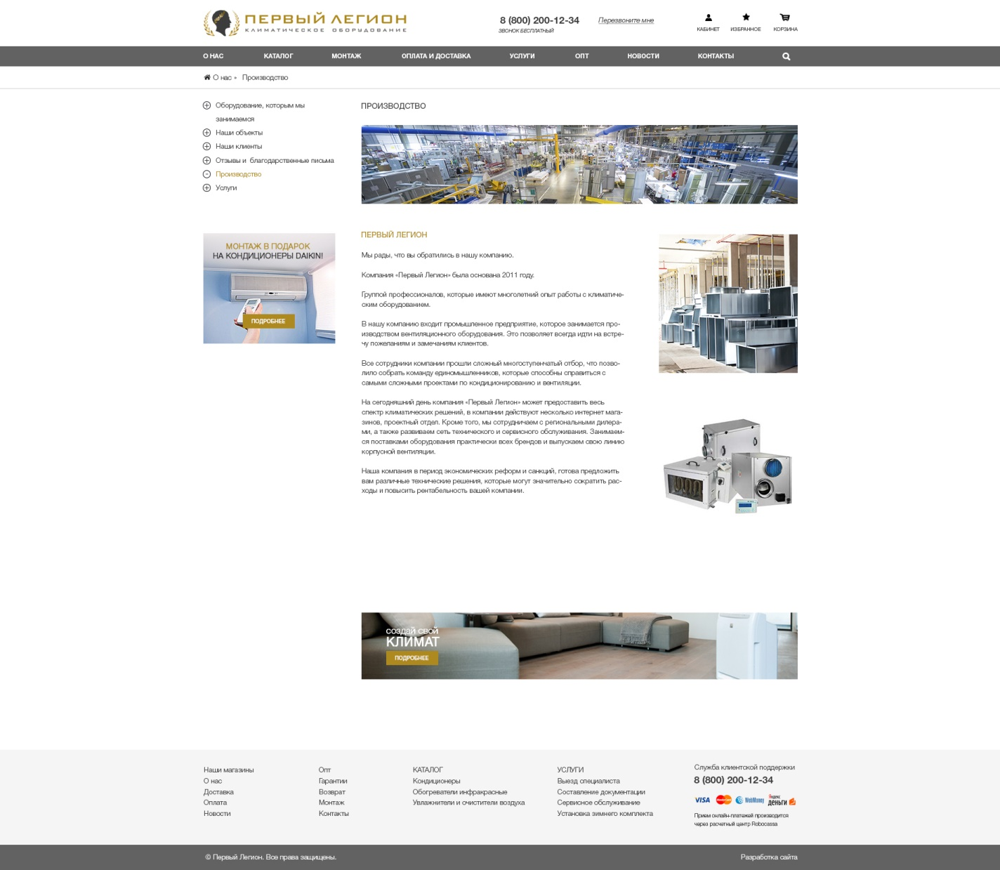 ПЕРВЫЙ ЛЕГИОН
КЛИМАТИЧЕСКОЕ ОБОРУДОВАНИЕ
8 (800) 200-12-34
ЗВОНОК БЕСПЛАТНЫЙ
Перезвоните мне
КАБИНЕТ ИЗБРАННОЕ КОРЗИНА
О НАС КАТАЛОГ МОНТАЖ ОПЛАТА И ДОСТАВКА УСЛУГИ ОПТ НОВОСТИ КОНТАКТЫ
О нас » Производство
Оборудование, которым мы
занимаемся
Наши объекты
Наши клиенты
Отзывы и благодарственные письма
Производство
Услуги
МОНТАЖ В ПОДАРОК
НА КОНДИЦИОНЕРЫ DAIKIN!
ПОДРОБНЕЕ
ПРОИЗВОДСТВО
ПЕРВЫЙ ЛЕГИОН
Мы рады, что вы обратились в нашу компанию.
Компания «Первый Легион» была основана 2011 году.
Группой профессионалов, которые имеют многолетний опыт работы с климатиче-
ским оборудованием.
В нашу компанию входит промышленное предприятие, которое занимается про-
изводством вентиляционного оборудования. Это позволяет всегда идти на встре-
чу пожеланиям и замечаниям клиентов.
Все сотрудники компании прошли сложный многоступенчатый отбор, что позво-
лило собрать команду единомышленников, которые способны справиться с
самыми сложными проектами по кондиционированию и вентиляции.
На сегодняшний день компания «Первый Легион» может предоставить весь
спектр климатических решений, в компании действуют несколько интернет мага-
зинов, проектный отдел. Кроме того, мы сотрудничаем с региональными дилера-
ми, а также развиваем сеть технического и сервисного обслуживания. Занимаем-
ся поставками оборудования практически всех брендов и выпускаем свою линию
корпусной вентиляции.
Наша компания в период экономических реформ и санкций, готова предложить
вам различные технические решения, которые могут значительно сократить рас-
ходы и повысить рентабельность вашей компании.
создай свой
КЛИМАТ
ПОДРОБНЕЕ
Наши магазины
О нас
Доставка
Оплата
Новости
Опт
Гарантии
Возврат
Монтаж
Контакты
КАТАЛОГ
Кондиционеры
Обогреватели инфракрасные
Увлажнители и очистители воздуха
УСЛУГИ
Выезд специалиста
Составление документации
Сервисное обслуживание
Установка зимнего комплекта
Служба клиентской поддержки
8 (800) 200-12-34
VISA MasterCard WebMoney Яндекс деньги
Прием онлайн-платежей производится
через расчетный центр Robocassa
© Первый Легион. Все права защищены.
Разработка сайта